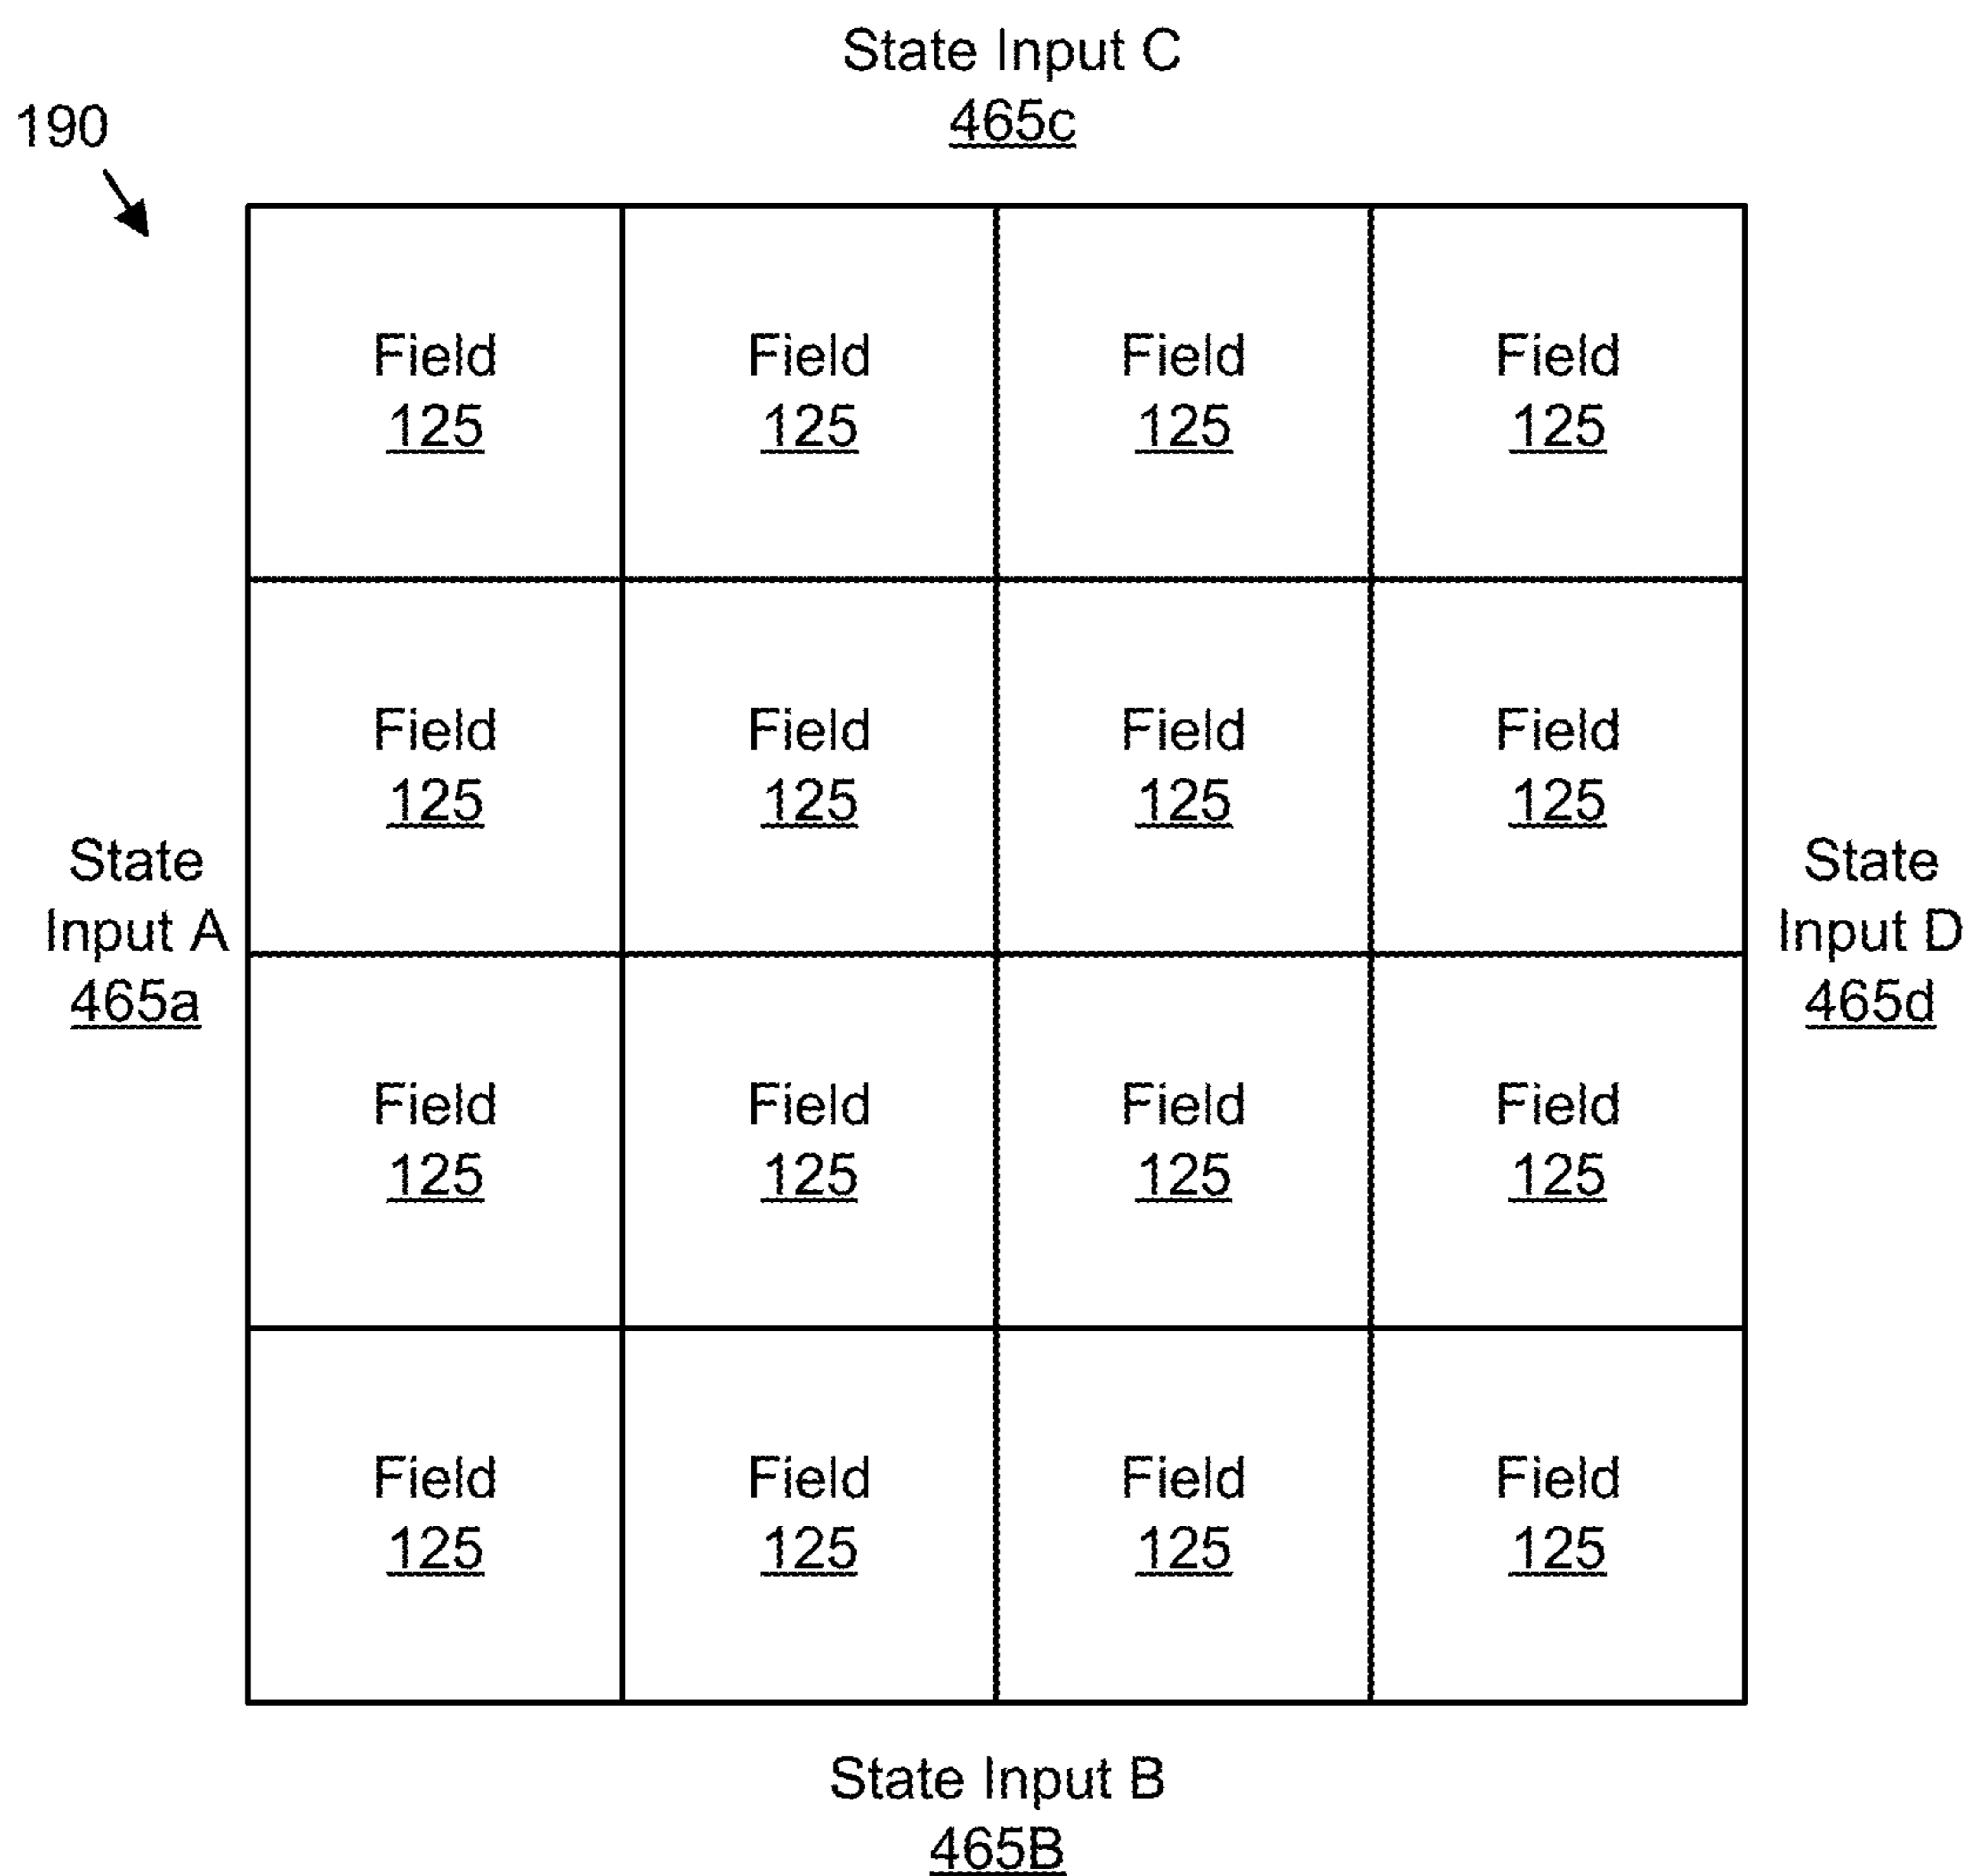 State Input C
465c
190
Field Field Field Field
125 125 125 125
Field Field Field Field
125 125 125 125
State
Input A
465a
State
Input D
465d
Field Field Field Field
125 125 125 125
Field Field Field Field
125 125 125 125
State Input B
465B